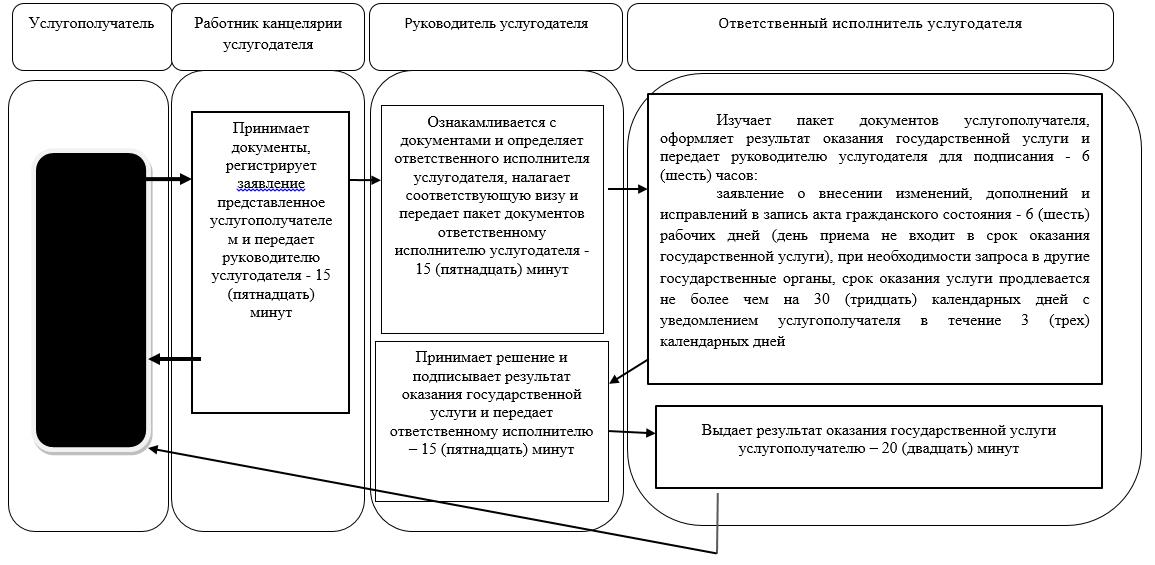 Услугополучатель
Работник канцелярии
услугодателя
Руководитель услугодателя
Ответственный исполнитель услугодателя
Принимает
документы,
регистрирует
заявление
представленное
услугополучателе
м и передает
руководителю
услугодателя - 15
(пятнадцать)
минут
Ознакамливается с
документами и определяет
ответственного исполнителя
услугодателя, налагает
соответствующую визу и
передает пакет документов
ответственному
исполнителю услугодателя -
15 (пятнадцать) минут
Изучает пакет документов услугополучателя,
оформляет результат оказания государственной услуги и
передает руководителю услугодателя для подписания - 6
(шесть) часов:
заявление о внесении изменений, дополнений и
исправлений в запись акта гражданского состояния - 6 (шесть)
рабочих дней (день приема не входит в срок оказания
государственной услуги), при необходимости запроса в другие
государственные органы, срок оказания услуги продлевается
не более чем на 30 (тридцать) календарных дней с
уведомлением услугополучателя в течение 3 (трех)
календарных дней
Принимает решение и
подписывает результат
оказания государственной
услуги и передает
ответственному исполнителю
– 15 (пятнадцать) минут
Выдает результат оказания государственной услуги
услугополучателю – 20 (двадцать) минут